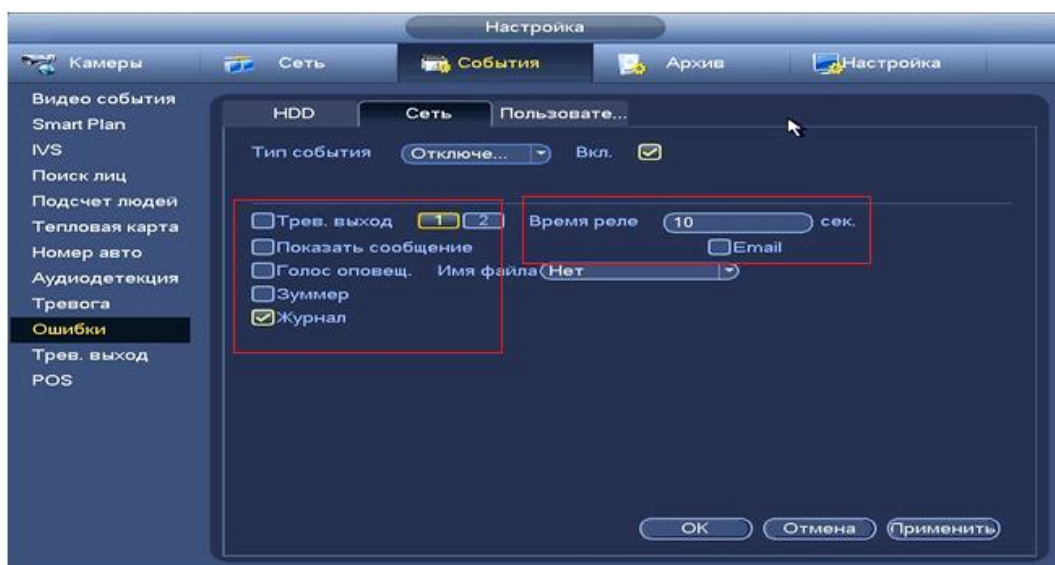 Настройка
Камеры Сеть События Архив Настройка
Видео события
Smart Plan
IVS
Поиск лиц
Подсчет людей
Тепловая карта
Номер авто
Аудиодетекция
Тревога
Ошибки
Трев. выход
POS
HDD Сеть Пользовате...
Тип события Отключе... Вкл.
Трев. выход 1 2 Время реле 10 сек.
Показать сообщение Email
Голос оповещ. Имя файла Нет
Зуммер
Журнал
OK Отмена Применить